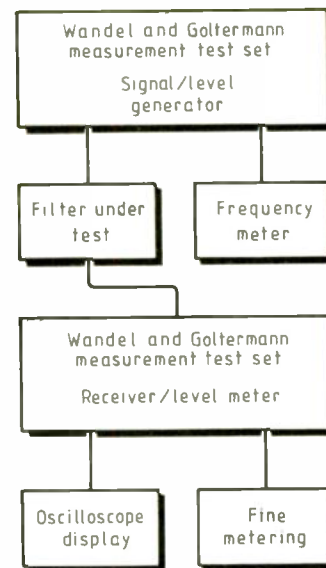 Wandel and Goltermann
measurement test set
Signal/level
generator
Filter under
test
Frequency
meter
Wandel and Goltermann
measurement test set
Receiver/level meter
Oscilloscope
display
Fine
metering